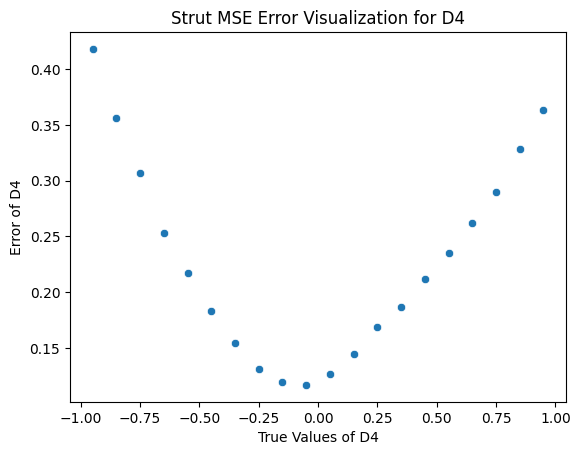 Strut MSE Error Visualization for D4
0.40
0.35
0.30
0.25
0.20
0.15
Error of D4
−1.00 −0.75 −0.50 −0.25 0.00 0.25 0.50 0.75 1.00
True Values of D4